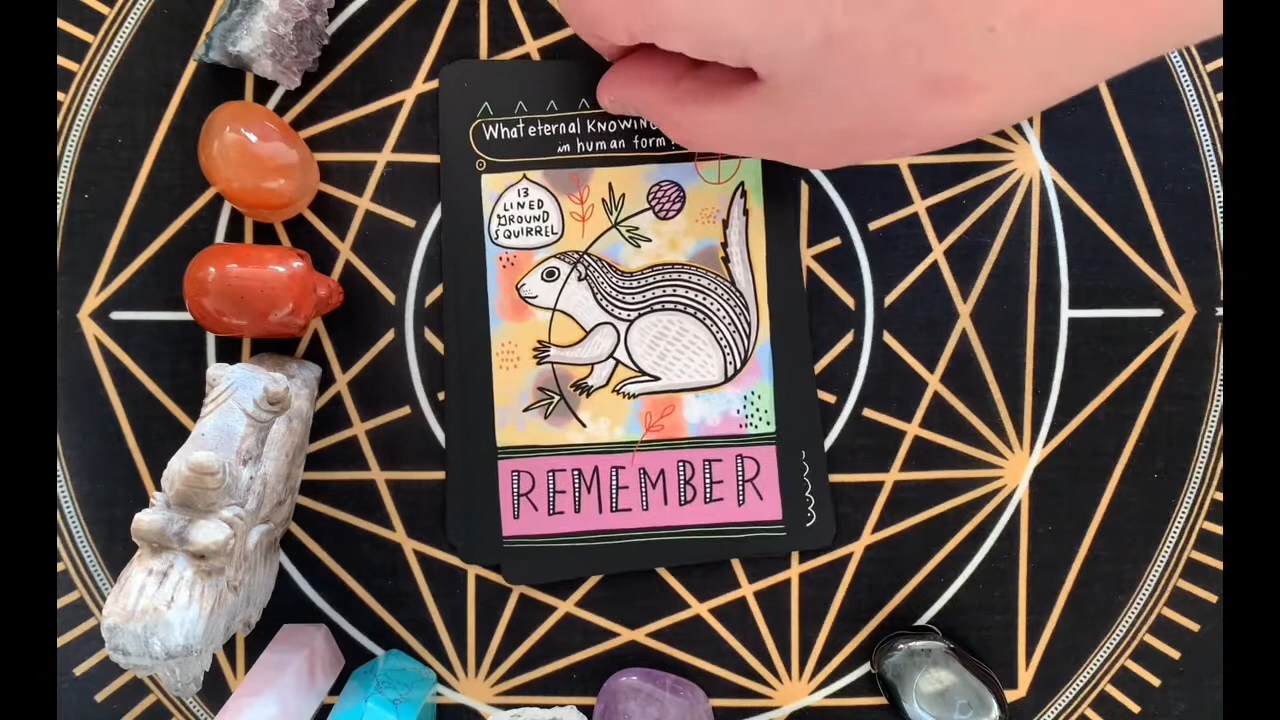 What eternal KNOWING
in human form?
13
LINED
GROUND
SQUIRREL
REMEMBER